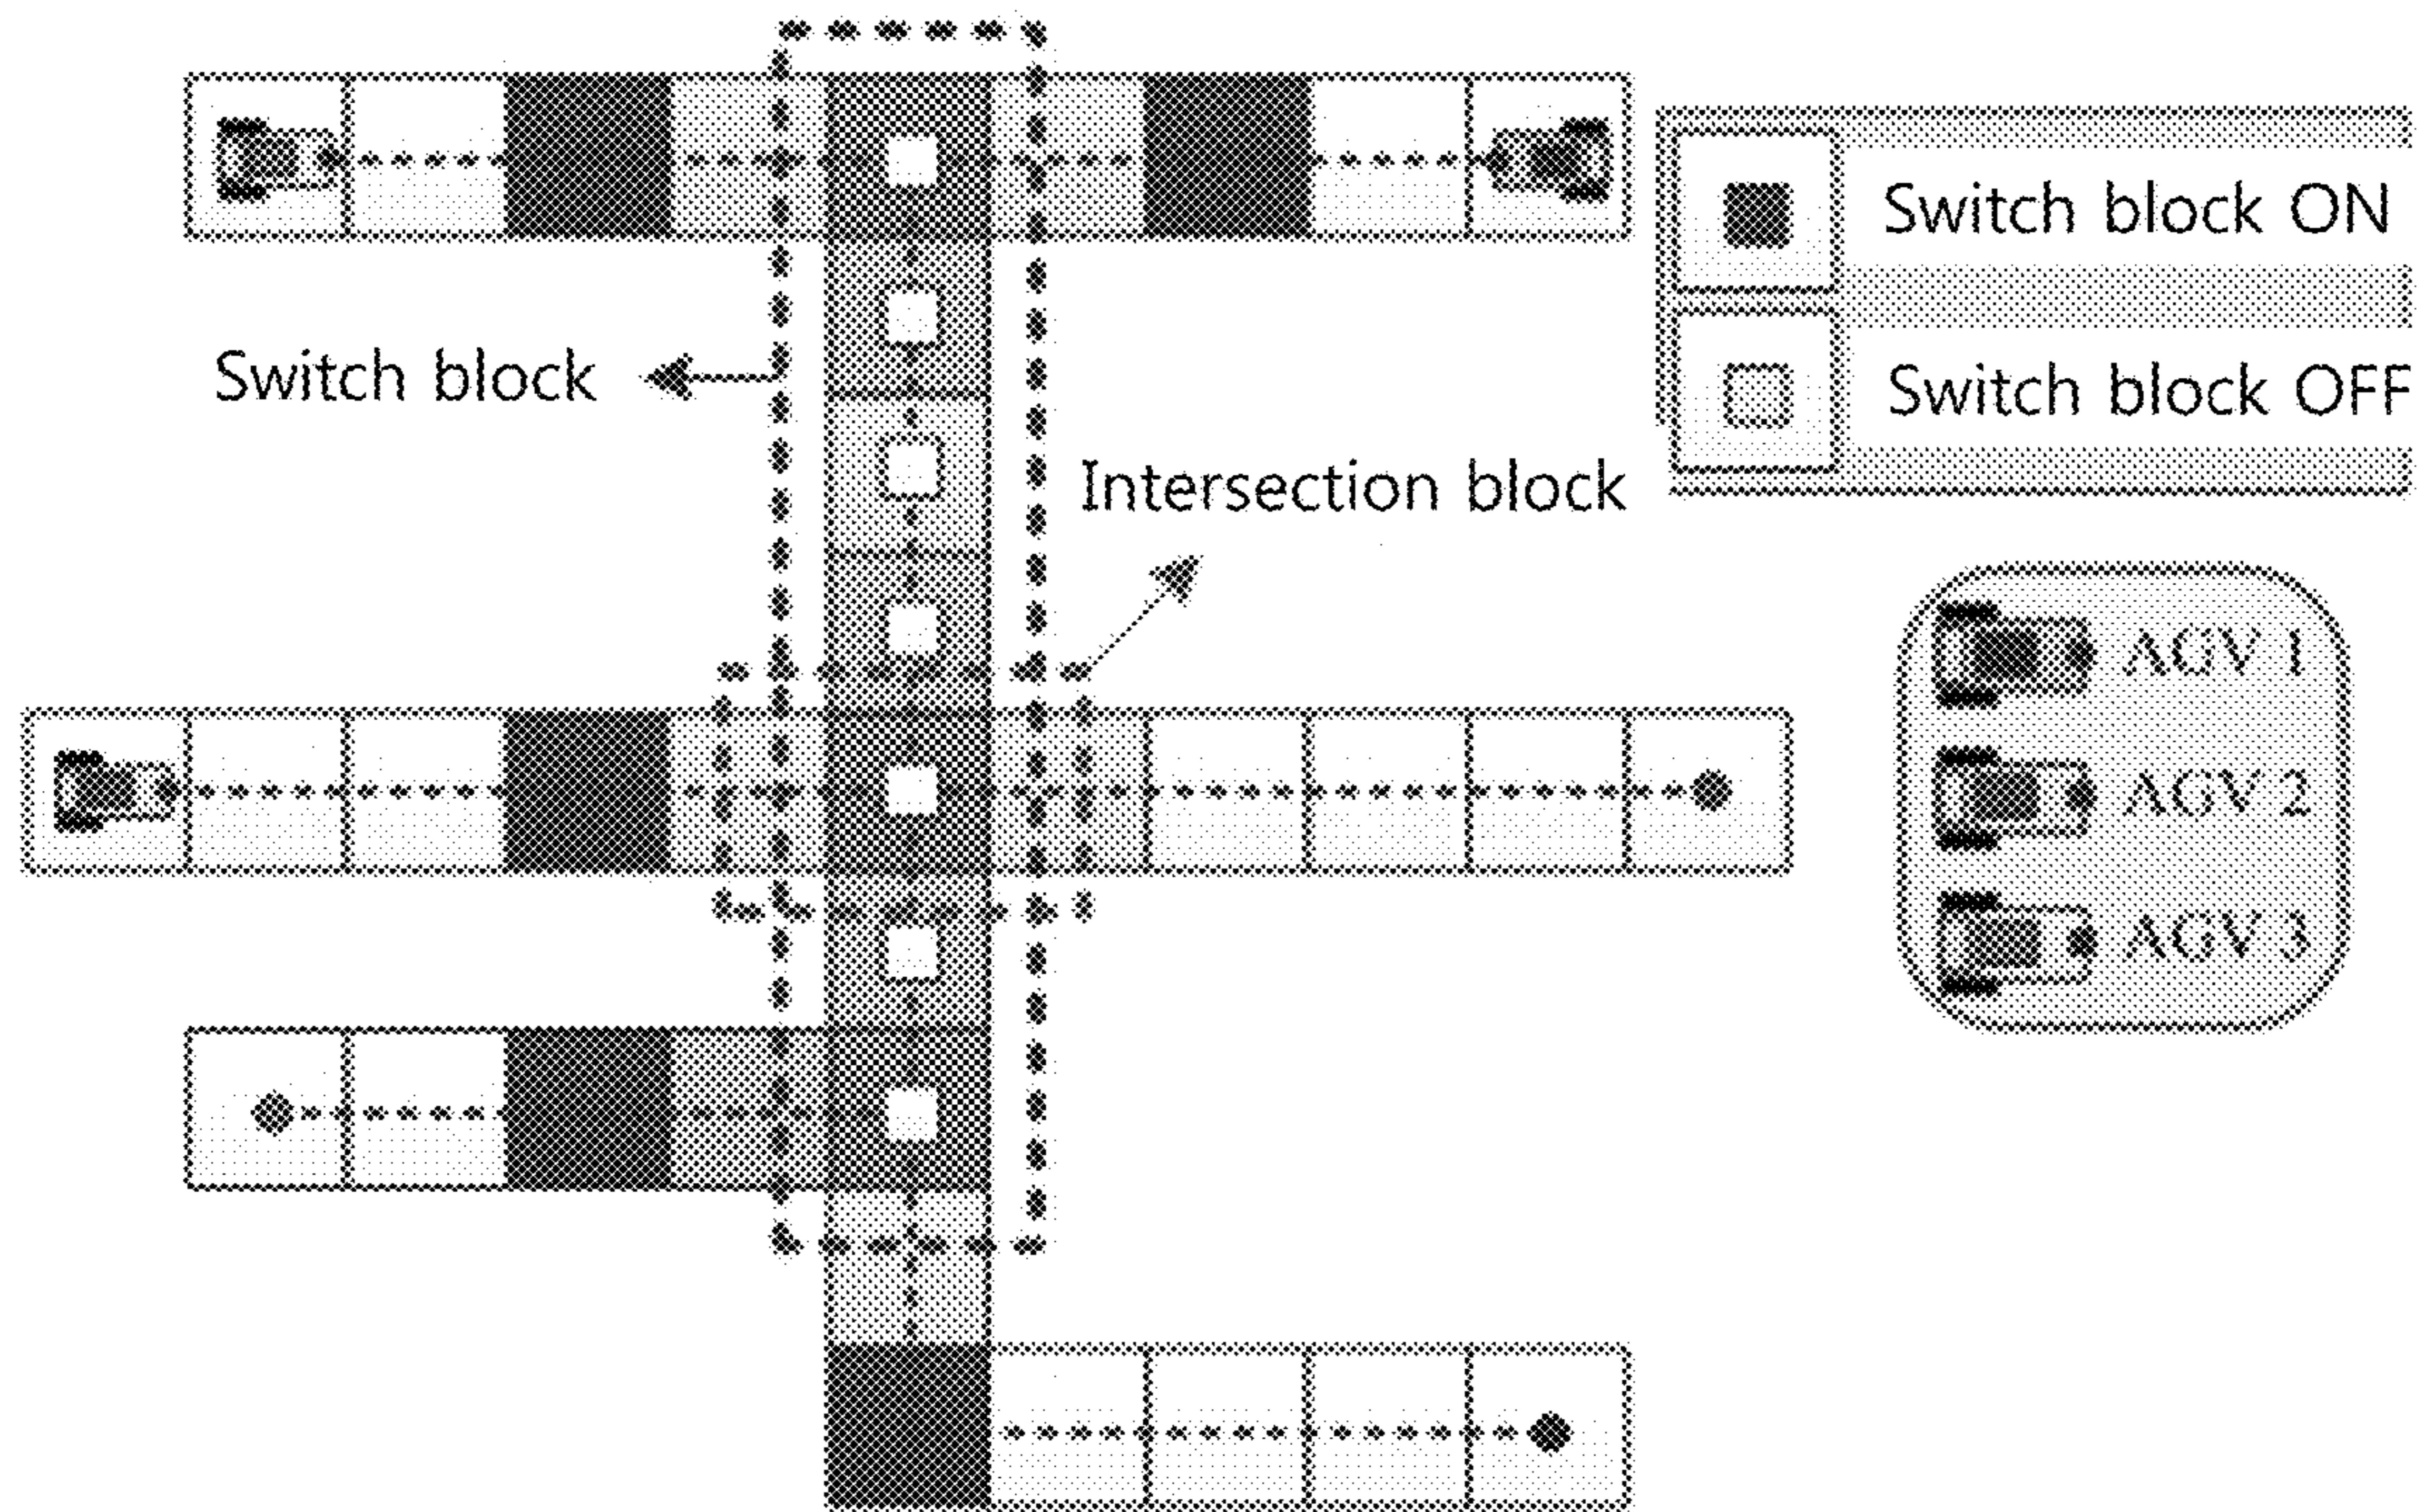 Switch block ON
Switch block
Switch block OFF
Intersection block
AGV 1
AGV 2
AGV 3